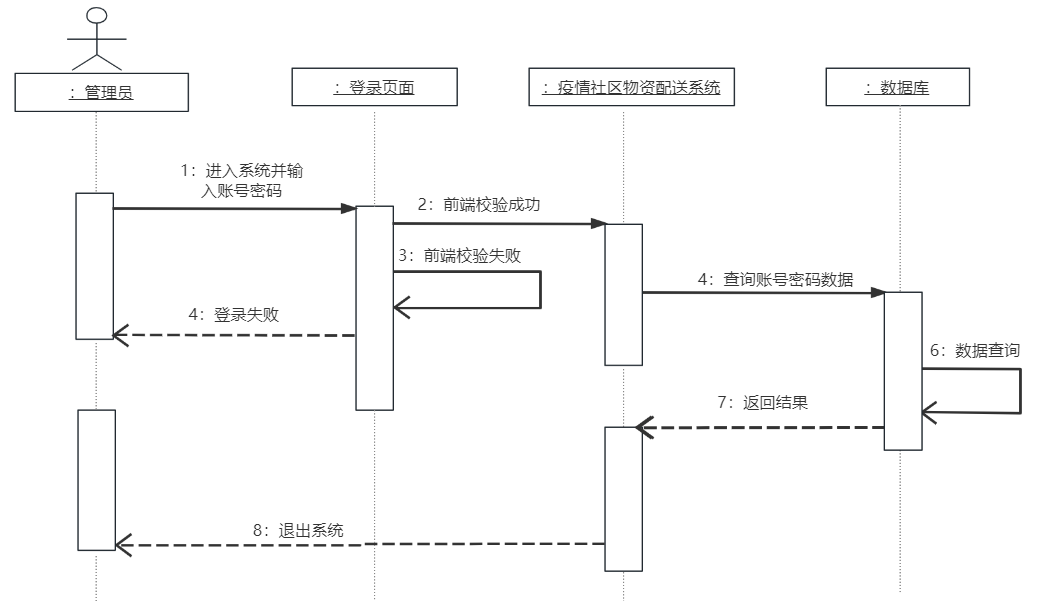 ：管理员
：登录页面
：疫情社区物资配送系统
：数据库
1：进入系统并输
入账号密码
2：前端校验成功
3：前端校验失败
4：查询账号密码数据
4：登录失败
6：数据查询
7：返回结果
8：退出系统